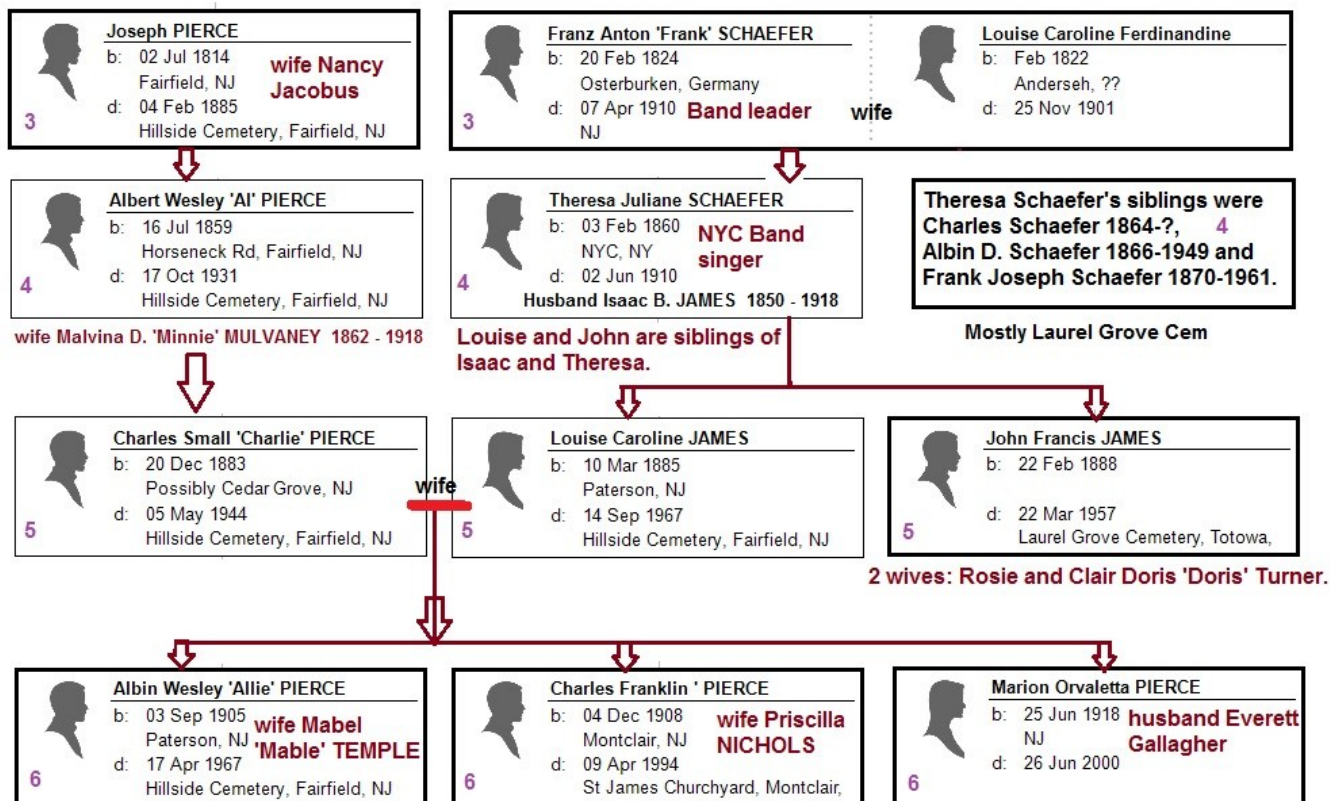 Joseph PIERCE
b: 02 Jul 1814
Fairfield, NJ
d: 04 Feb 1885
Hillside Cemetery, Fairfield, NJ
wife Nancy
Jacobus
3
Franz Anton 'Frank' SCHAEFER
b: 20 Feb 1824
Osterburken, Germany
d: 07 Apr 1910
NJ
Band leader
3
wife
Louise Caroline Ferdinandine
b: Feb 1822
Anderseh, ??
d: 25 Nov 1901
Albert Wesley 'Al' PIERCE
b: 16 Jul 1859
Horseneck Rd, Fairfield, NJ
d: 17 Oct 1931
Hillside Cemetery, Fairfield, NJ
4
wife Malvina D. 'Minnie' MULVANEY 1862 - 1918
Theresa Juliane SCHAEFER
b: 03 Feb 1860
NYC, NY
d: 02 Jun 1910
NYC Band
singer
4
Husband Isaac B. JAMES 1850 - 1918
Louise and John are siblings of
Isaac and Theresa.
Theresa Schaefer's siblings were
Charles Schaefer 1864-?, 4
Albin D. Schaefer 1866-1949 and
Frank Joseph Schaefer 1870-1961.
Mostly Laurel Grove Cem
Charles Small 'Charlie' PIERCE
b: 20 Dec 1883
Possibly Cedar Grove, NJ
d: 05 May 1944
Hillside Cemetery, Fairfield, NJ
5
wife
Louise Caroline JAMES
b: 10 Mar 1885
Paterson, NJ
d: 14 Sep 1967
Hillside Cemetery, Fairfield, NJ
5
John Francis JAMES
b: 22 Feb 1888
d: 22 Mar 1957
Laurel Grove Cemetery, Totowa,
5
2 wives: Rosie and Clair Doris 'Doris' Turner.
Albin Wesley 'Allie' PIERCE
b: 03 Sep 1905
Paterson, NJ
d: 17 Apr 1967
Hillside Cemetery, Fairfield, NJ
wife Mabel
'Mable' TEMPLE
6
Charles Franklin ' PIERCE
b: 04 Dec 1908
Montclair, NJ
d: 09 Apr 1994
St James Churchyard, Montclair,
wife Priscilla
NICHOLS
6
Marion Orvaletta PIERCE
b: 25 Jun 1918
NJ
d: 26 Jun 2000
husband Everett
Gallagher
6